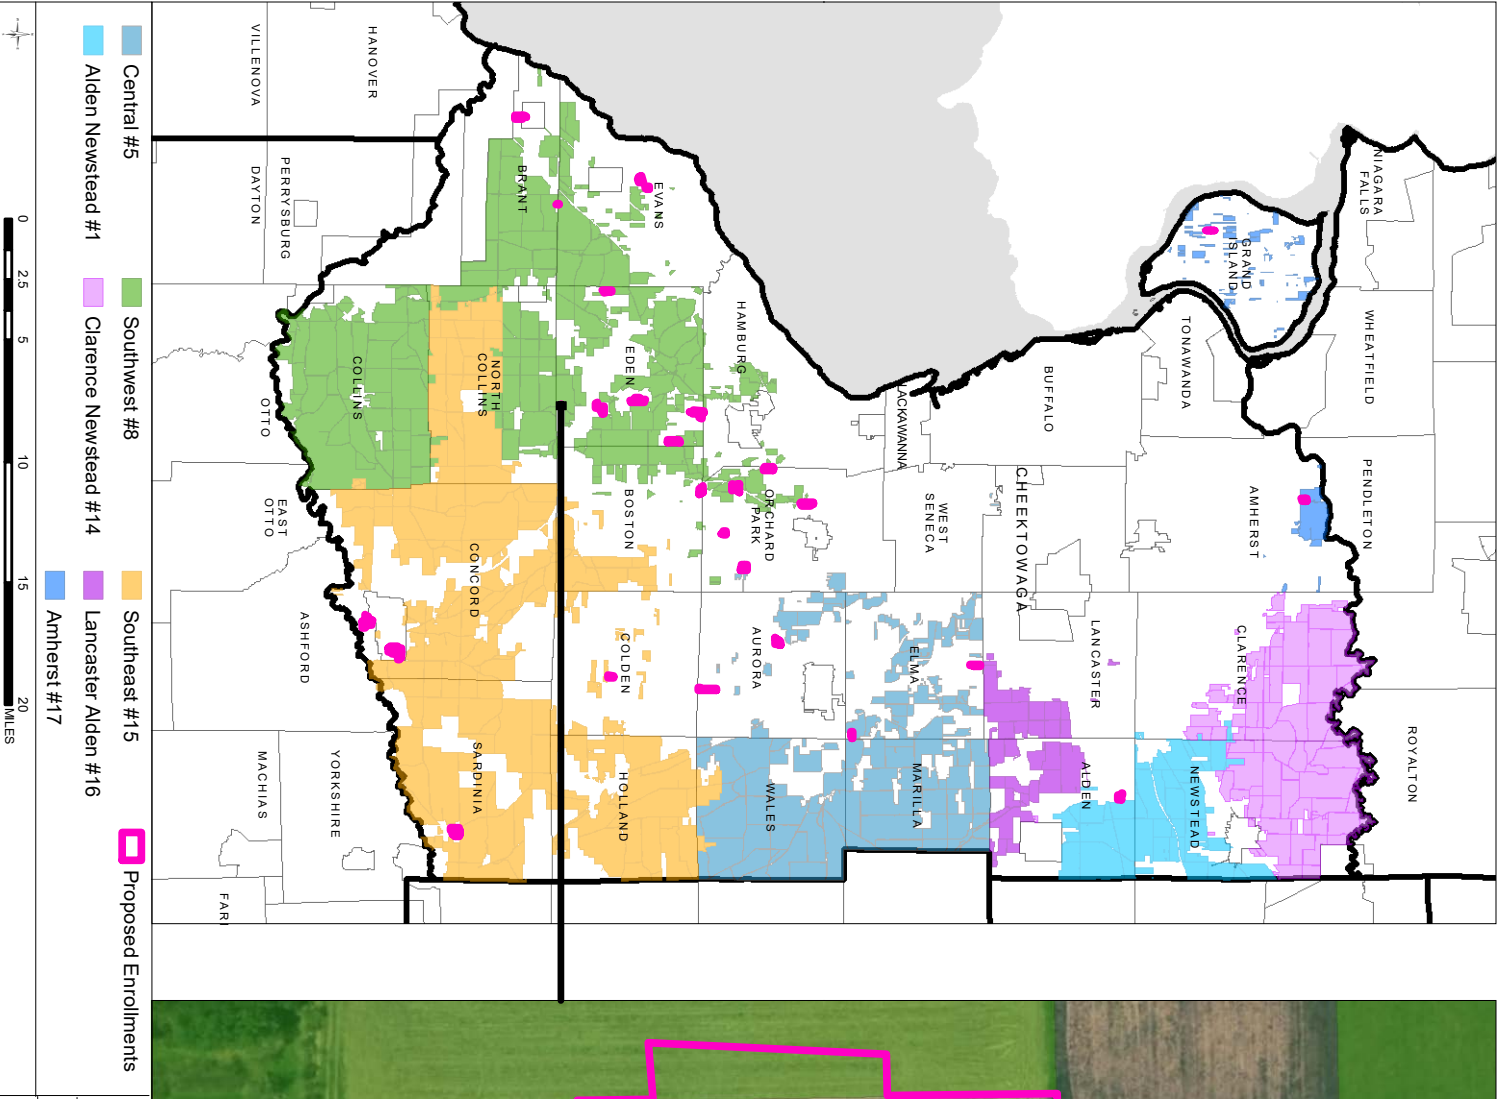 NIAGARA
FALLS
WHEATFIELD
PENDLETON
ROYALTON
GRAND
ISLAND
TONAWANDA
AMHERST
CLARENCE
NEWSTEAD
BUFFALO
CHEEKTOWAGA
LANCASTER
ALDEN
LACKAWANNA
WEST
SENECA
ELMA
MARILLA
HAMBURG
ORCHARD
PARK
AURORA
WALES
EVANS
EDEN
BOSTON
COLDEN
HOLLAND
BRANT
NORTH
COLLINS
CONCORD
SARDINIA
COLLINS
HANOVER
VILLENOVA
PERRYSBURG
DAYTON
OTTO
EAST
OTTO
ASHFORD
YORKSHIRE
MACHIAS
Central #5
Southwest #8
Southeast #15
Proposed Enrollments
Alden Newstead #1
Clarence Newstead #14
Lancaster Alden #16
Amherst #17
0
2.5
5
10
15
20
MILES